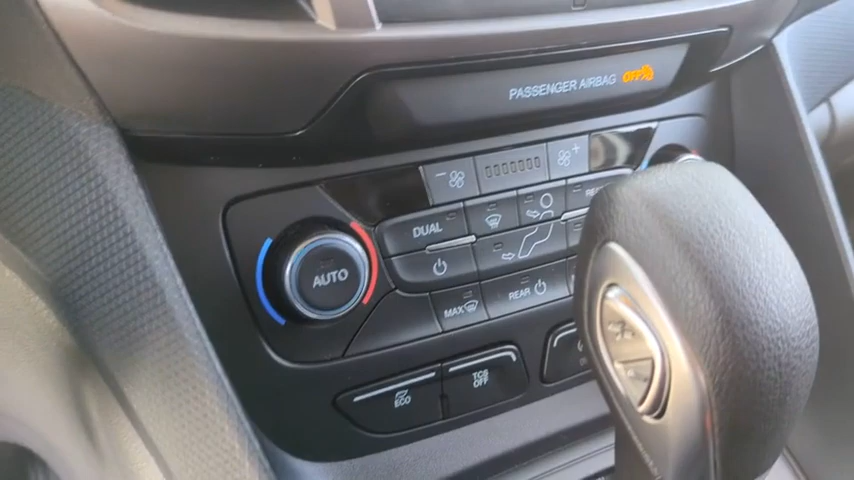 PASSENGER AIRBAG OFF
− +
DUAL
AUTO
MAX
REAR
ECO
TCS
OFF